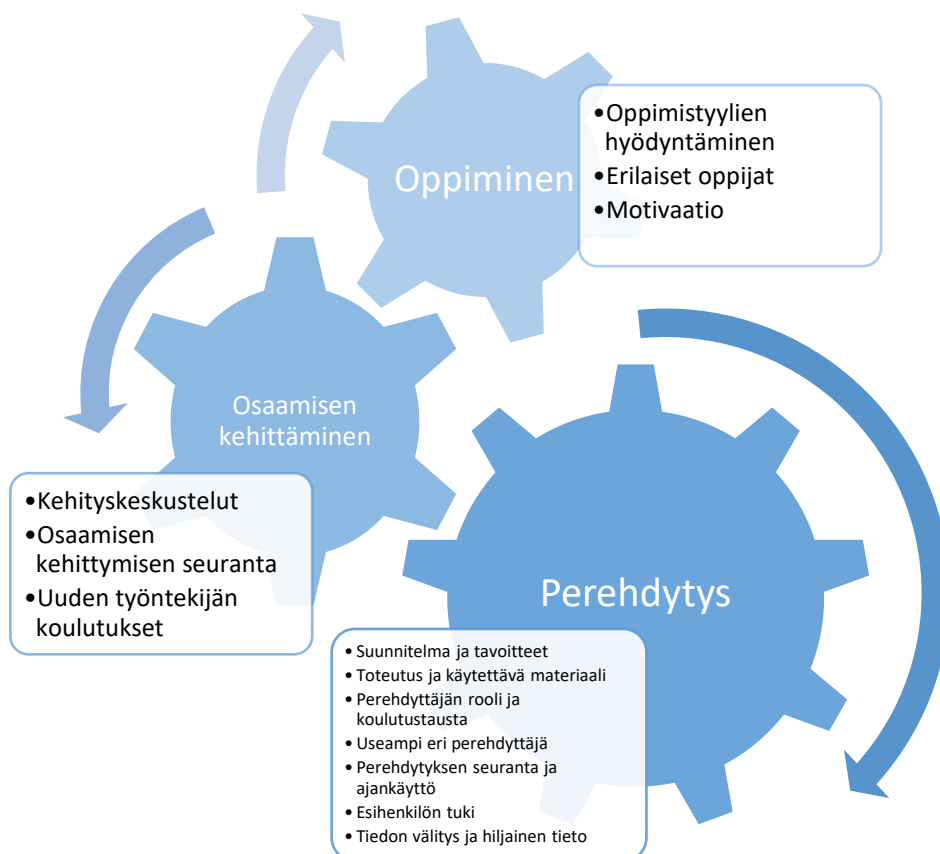 Oppiminen
•Oppimistyylien
hyödyntäminen
•Erilaiset oppijat
•Motivaatio
Osaamisen
kehittäminen
•Kehityskeskustelut
•Osaamisen
kehittymisen seuranta
•Uuden työntekijän
koulutukset
Perehdytys
• Suunnitelma ja tavoitteet
• Toteutus ja käytettävä materiaali
• Perehdyttäjän rooli ja
koulutustausta
• Useampi eri perehdyttäjä
• Perehdytyksen seuranta ja
ajankäyttö
• Esihenkilön tuki
• Tiedon välitys ja hiljainen tieto